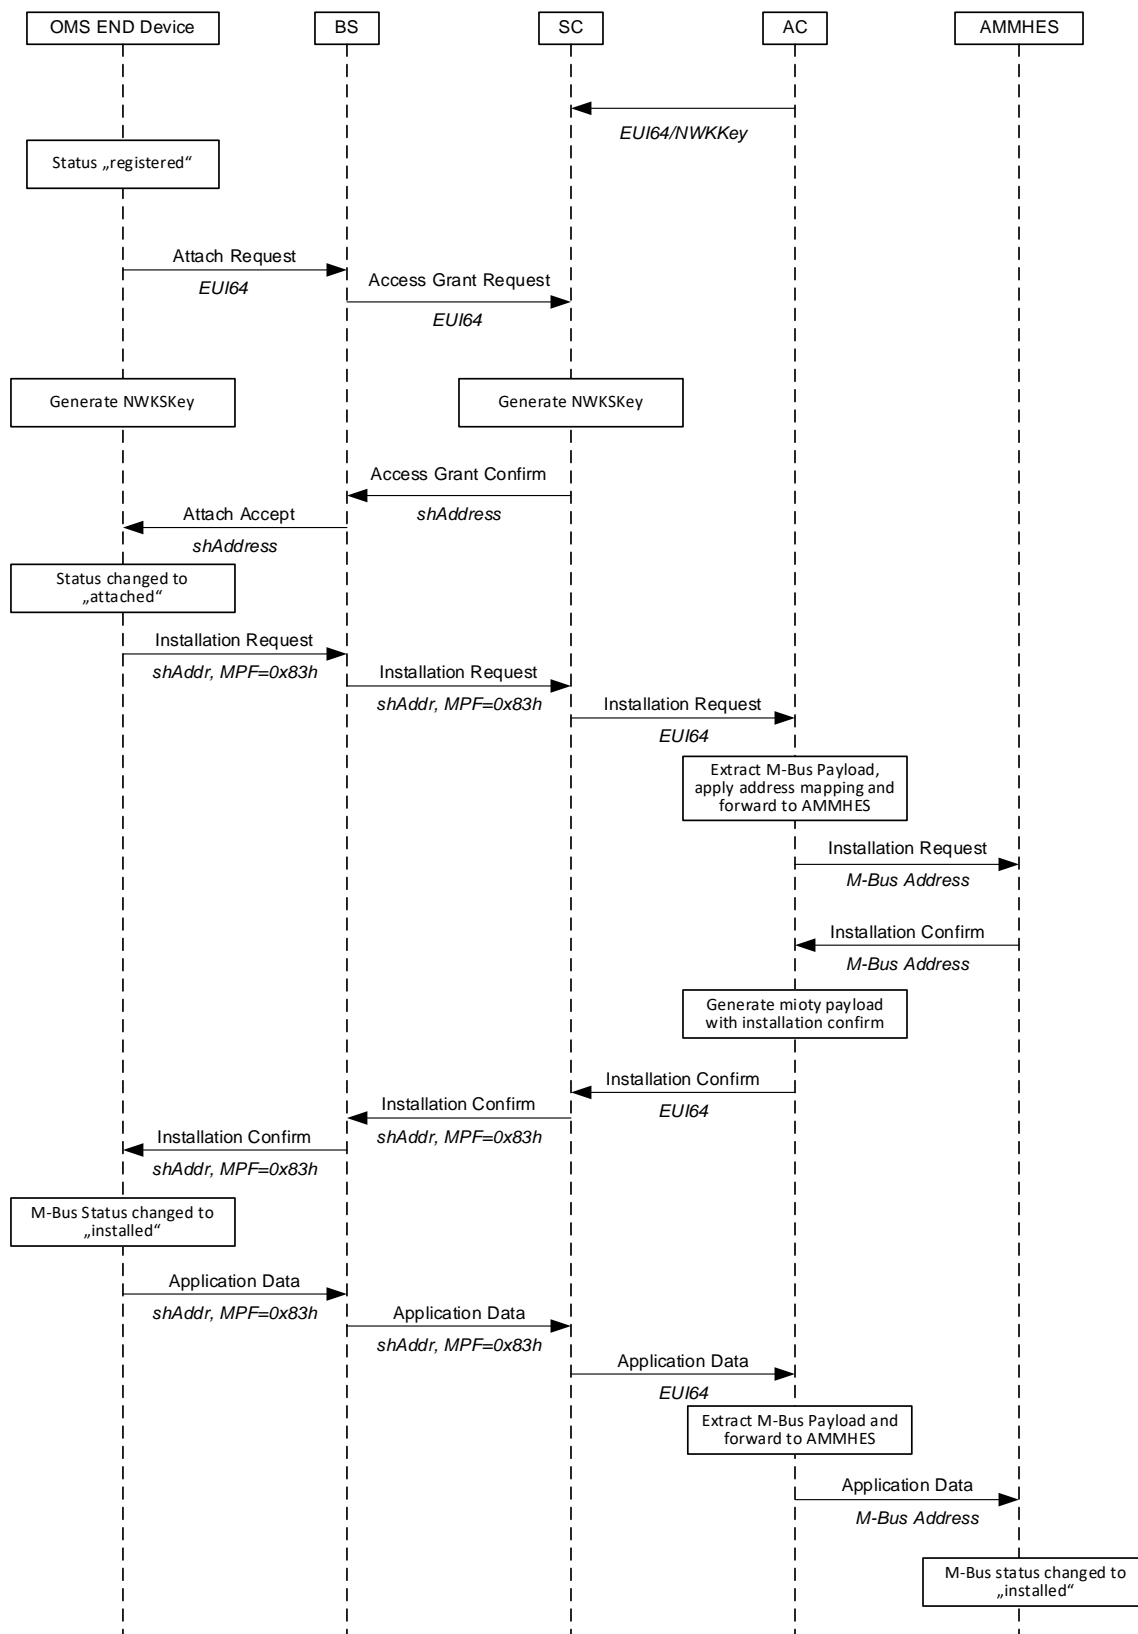 OMS END Device
BS
SC
AC
AMMHES
EUI64/NWKKey
Status „registered“
Attach Request
EUI64
Access Grant Request
EUI64
Generate NWKSKey
Generate NWKSKey
Access Grant Confirm
shAddress
Attach Accept
shAddress
Status changed to
„attached“
Installation Request
shAddr, MPF=0x83h
Installation Request
shAddr, MPF=0x83h
Installation Request
EUI64
Extract M-Bus Payload,
apply address mapping and
forward to AMMHES
Installation Request
M-Bus Address
Installation Confirm
M-Bus Address
Generate mioty payload
with installation confirm
Installation Confirm
EUI64
Installation Confirm
shAddr, MPF=0x83h
Installation Confirm
shAddr, MPF=0x83h
M-Bus Status changed to
„installed“
Application Data
shAddr, MPF=0x83h
Application Data
shAddr, MPF=0x83h
Application Data
EUI64
Extract M-Bus Payload and
forward to AMMHES
Application Data
M-Bus Address
M-Bus status changed to
„installed“